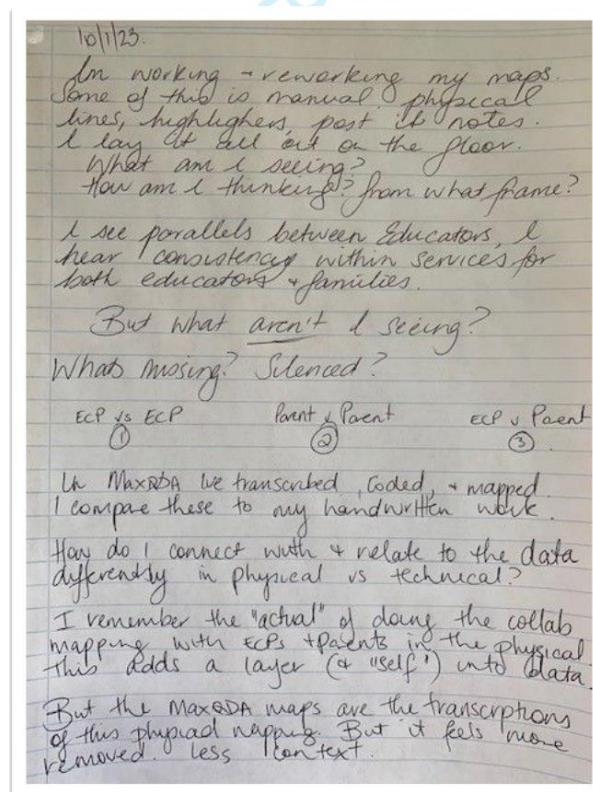 10/1/23.
Im working + reworking my maps.
Some of this is manual, physical
lines, highlighers, post it notes.
I lay it all out on the floor.
What am I seeing?
How am I thinking? from what frame?
I see parallels between Educators, I
hear consistency within services for
both educators + families.
But what aren't I seeing?
Whats missing? Silenced?
ECP vs ECP Parent v Parent ECP v Parent
① ② ③
In MaxQDA Ive transcribed, coded, + mapped.
I compare these to my handwritten work.
How do I connect with + relate to the data
differently in physical vs technical?
I remember the "actual" of doing the collab
mapping with ECPs + parents in the physical
this adds a layer (+ "self") into data.
But the MaxQDA maps are the transcriptions
of this physical mapping. But it feels more
removed. Less context.